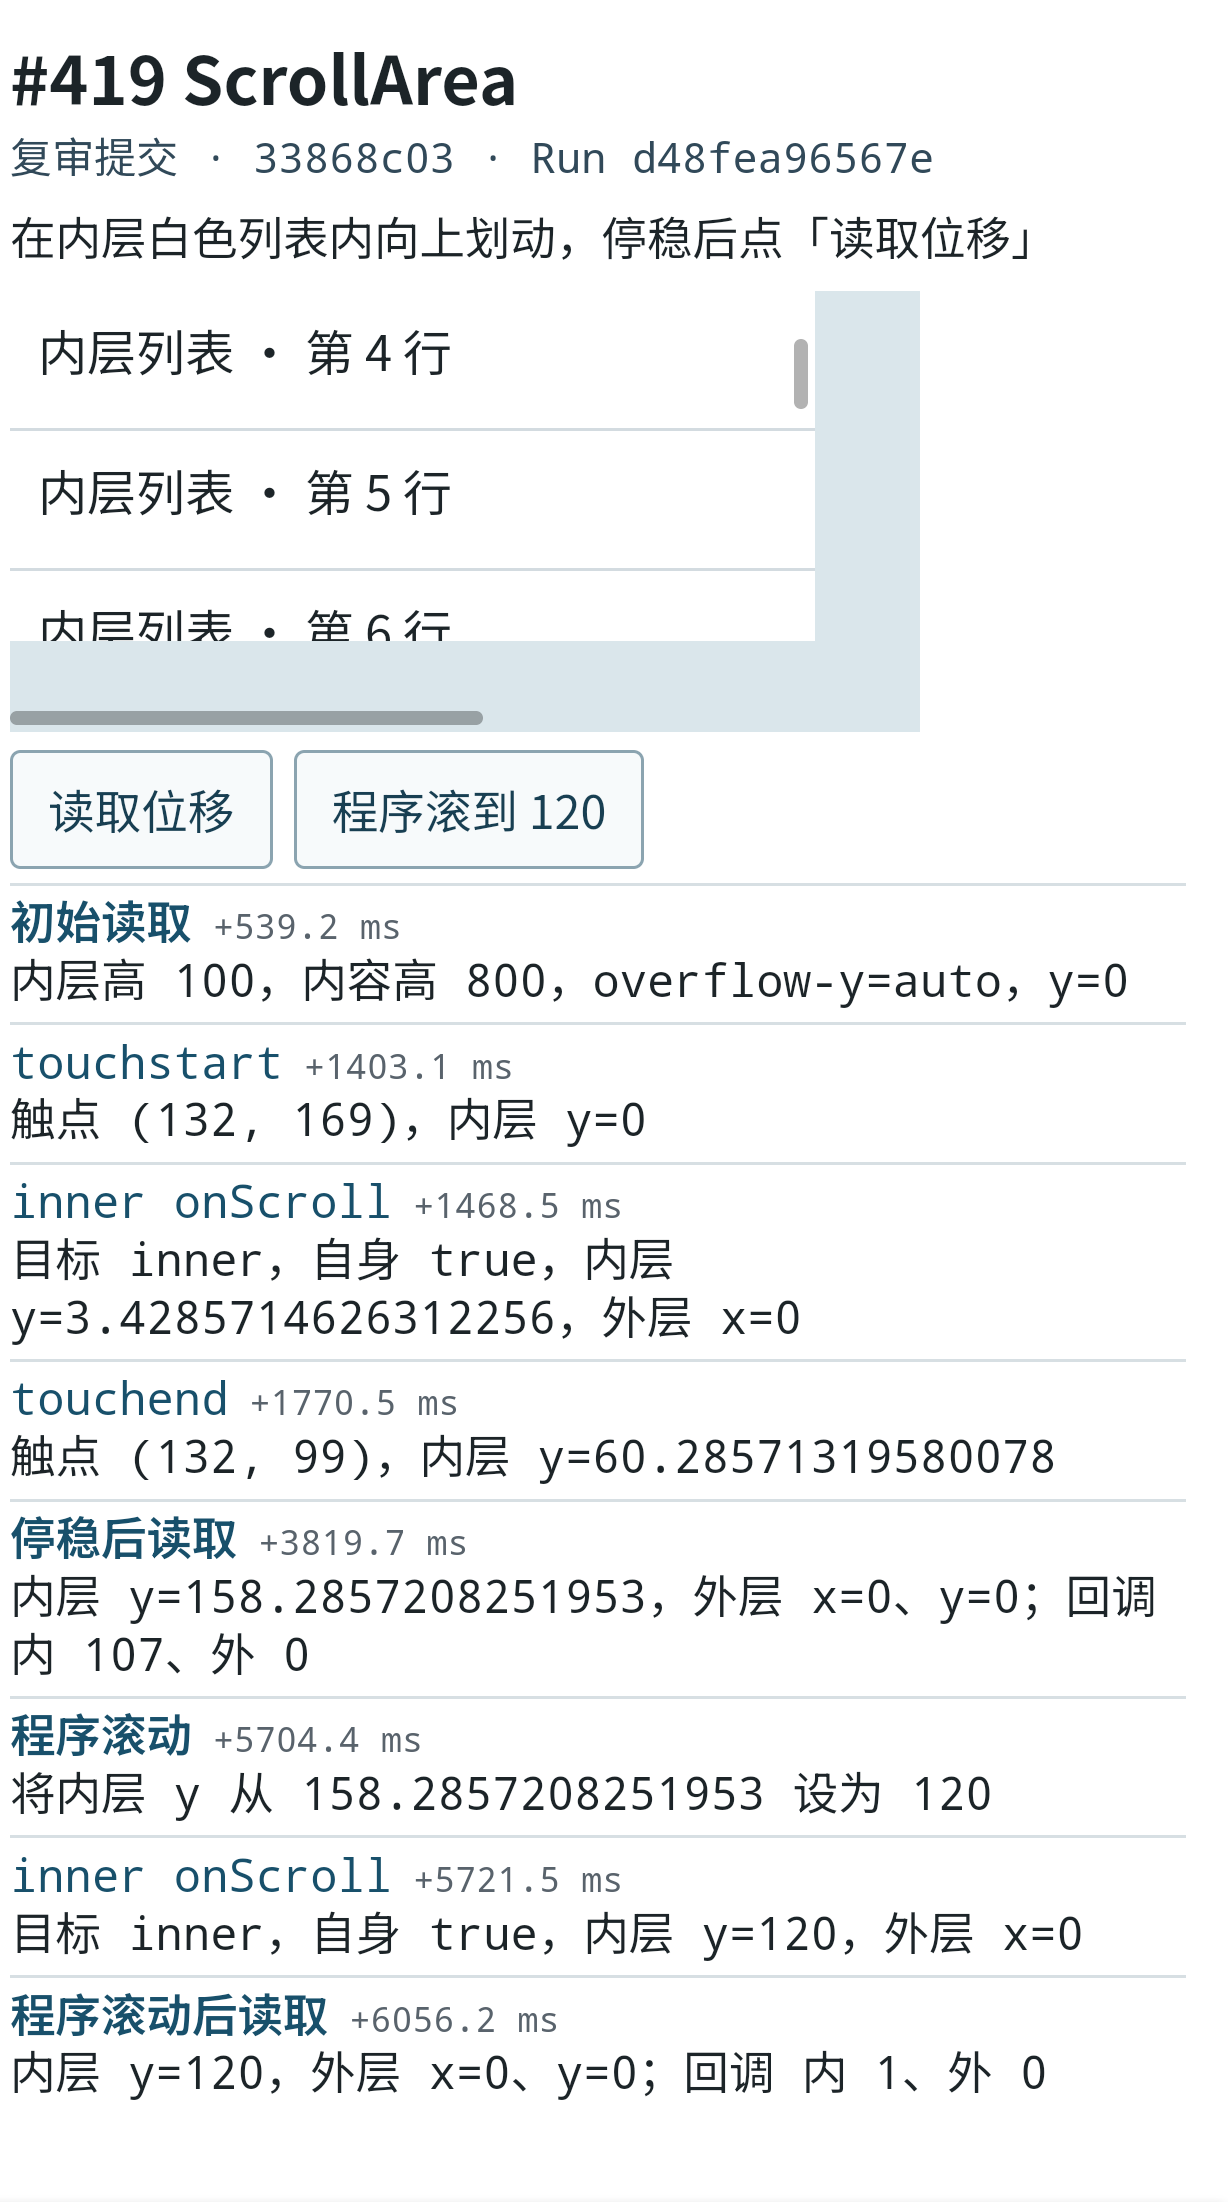 #419 ScrollArea
复审提交 · 33868c03 · Run d48fea96567e
在内层白色列表内向上划动，停稳后点「读取位移」
内层列表 · 第 4 行
内层列表 · 第 5 行
内层列表 · 第 6 行
读取位移 程序滚到 120
初始读取 +539.2 ms
内层高 100，内容高 800，overflow-y=auto，y=0
touchstart +1403.1 ms
触点 (132, 169)，内层 y=0
inner onScroll +1468.5 ms
目标 inner，自身 true，内层
y=3.4285714626312256，外层 x=0
touchend +1770.5 ms
触点 (132, 99)，内层 y=60.28571319580078
停稳后读取 +3819.7 ms
内层 y=158.2857208251953，外层 x=0、y=0；回调
内 107、外 0
程序滚动 +5704.4 ms
将内层 y 从 158.2857208251953 设为 120
inner onScroll +5721.5 ms
目标 inner，自身 true，内层 y=120，外层 x=0
程序滚动后读取 +6056.2 ms
内层 y=120，外层 x=0、y=0；回调 内 1、外 0